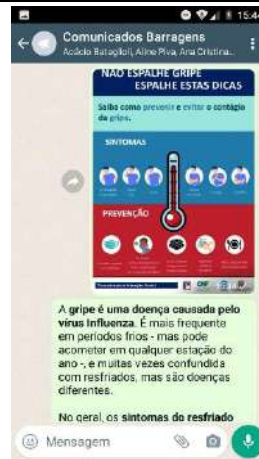 15:44
Comunicados Barragens
Acácio Bataglioli, Aline Piva, Ana Cristina...
NÃO ESPALHE GRIPE
ESPALHE ESTAS DICAS
Saiba como prevenir e evitar o contágio
da gripe.
SINTOMAS
PREVENÇÃO
A gripe é uma doença causada pelo
vírus Influenza. É mais frequente
em períodos frios - mas pode
acometer em qualquer estação do
ano -, e muitas vezes confundida
com resfriados, mas são doenças
diferentes.
No geral, os sintomas do resfriado
Mensagem